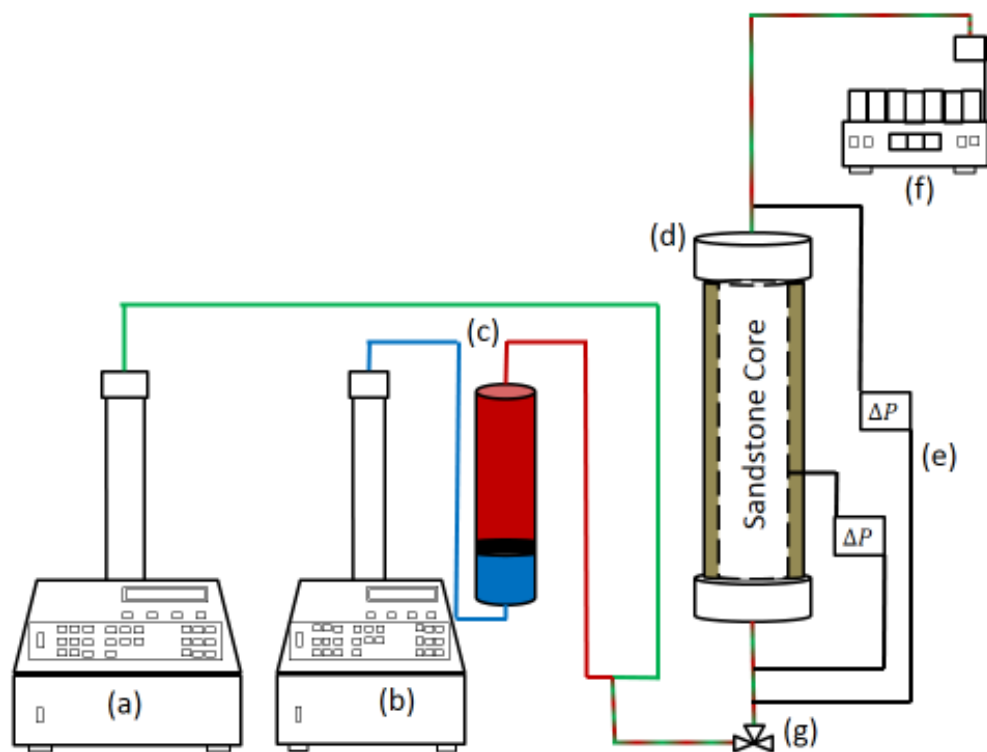 (f)
(d)
(c)
Sandstone Core
ΔP
(e)
ΔP
(a)
(b)
(g)